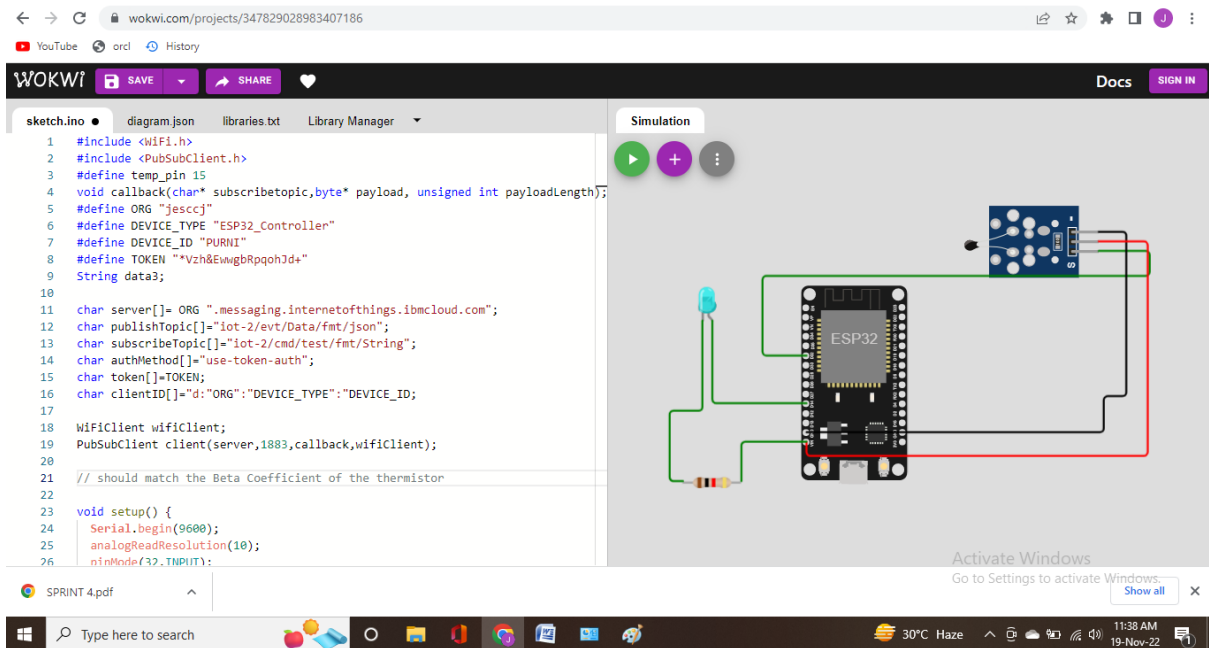 wokwi.com/projects/347829028983407186
J
YouTube orcl History
WOKWI SAVE SHARE Docs SIGN IN
sketch.ino ● diagram.json libraries.txt Library Manager Simulation
1 #include <WiFi.h>
2 #include <PubSubClient.h>
3 #define temp_pin 15
4 void callback(char* subscribetopic,byte* payload, unsigned int payloadLength);
5 #define ORG "jesccj"
6 #define DEVICE_TYPE "ESP32_Controller"
7 #define DEVICE_ID "PURNI"
8 #define TOKEN "*Vzh&EwwgbRpqohJd+"
9 String data3;
10
11 char server[]= ORG ".messaging.internetofthings.ibmcloud.com";
12 char publishTopic[]="iot-2/evt/Data/fmt/json";
13 char subscribeTopic[]="iot-2/cmd/test/fmt/String";
14 char authMethod[]="use-token-auth";
15 char token[]=TOKEN;
16 char clientID[]="d:"ORG":"DEVICE_TYPE":"DEVICE_ID;
17
18 WiFiClient wifiClient;
19 PubSubClient client(server,1883,callback,wifiClient);
20
21 // should match the Beta Coefficient of the thermistor
22
23 void setup() {
24 Serial.begin(9600);
25 analogReadResolution(10);
26 pinMode(32,INPUT);
S
ESP32
Activate Windows
Go to Settings to activate Windows.
SPRINT 4.pdf Show all
Type here to search 30°C Haze 11:38 AM
19-Nov-22 1